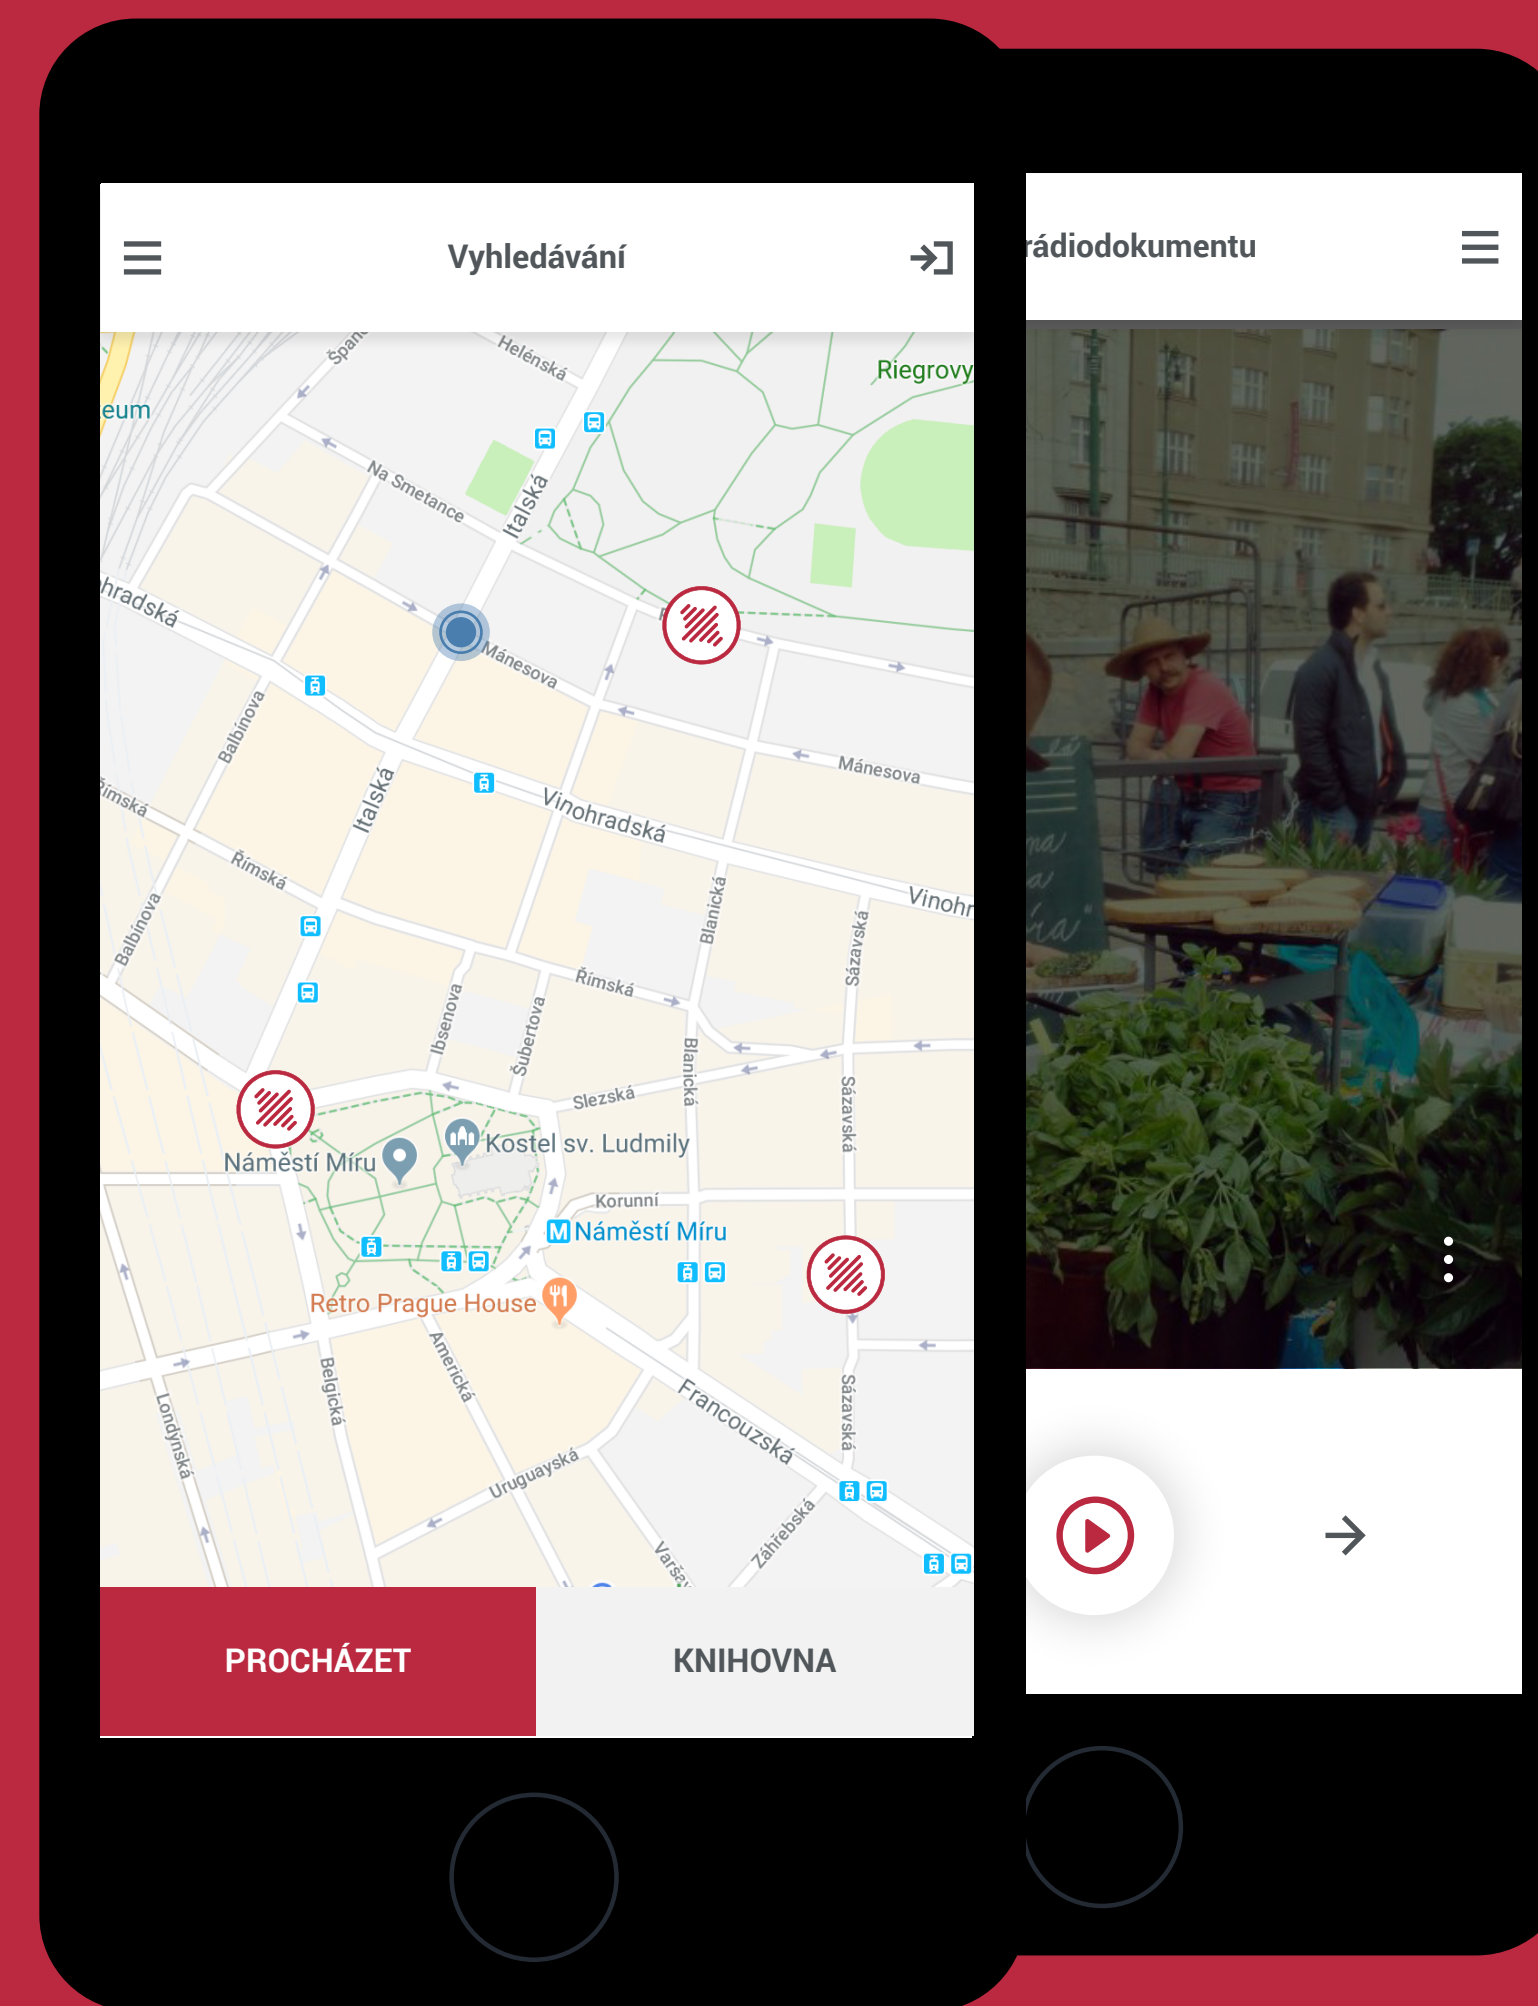 Vyhledávání
rádiodokumentu
Helénská
Riegrovy
eum
Na Smetance
Italská
hradská
Mánesova
Balbínova
Mánesova
Římská
Italská
Vinohradská
Římská
Blanická
Vinohr
Balbínova
Sázavská
Římská
Ibsenova
Šubertova
Blanická
Slezská
Sázavská
Náměstí Míru
Kostel sv. Ludmily
Korunní
M Náměstí Míru
Retro Prague House
Americká
Belgická
Francouzská
Sázavská
Londýnská
Uruguayská
Záhřebská
PROCHÁZET
KNIHOVNA